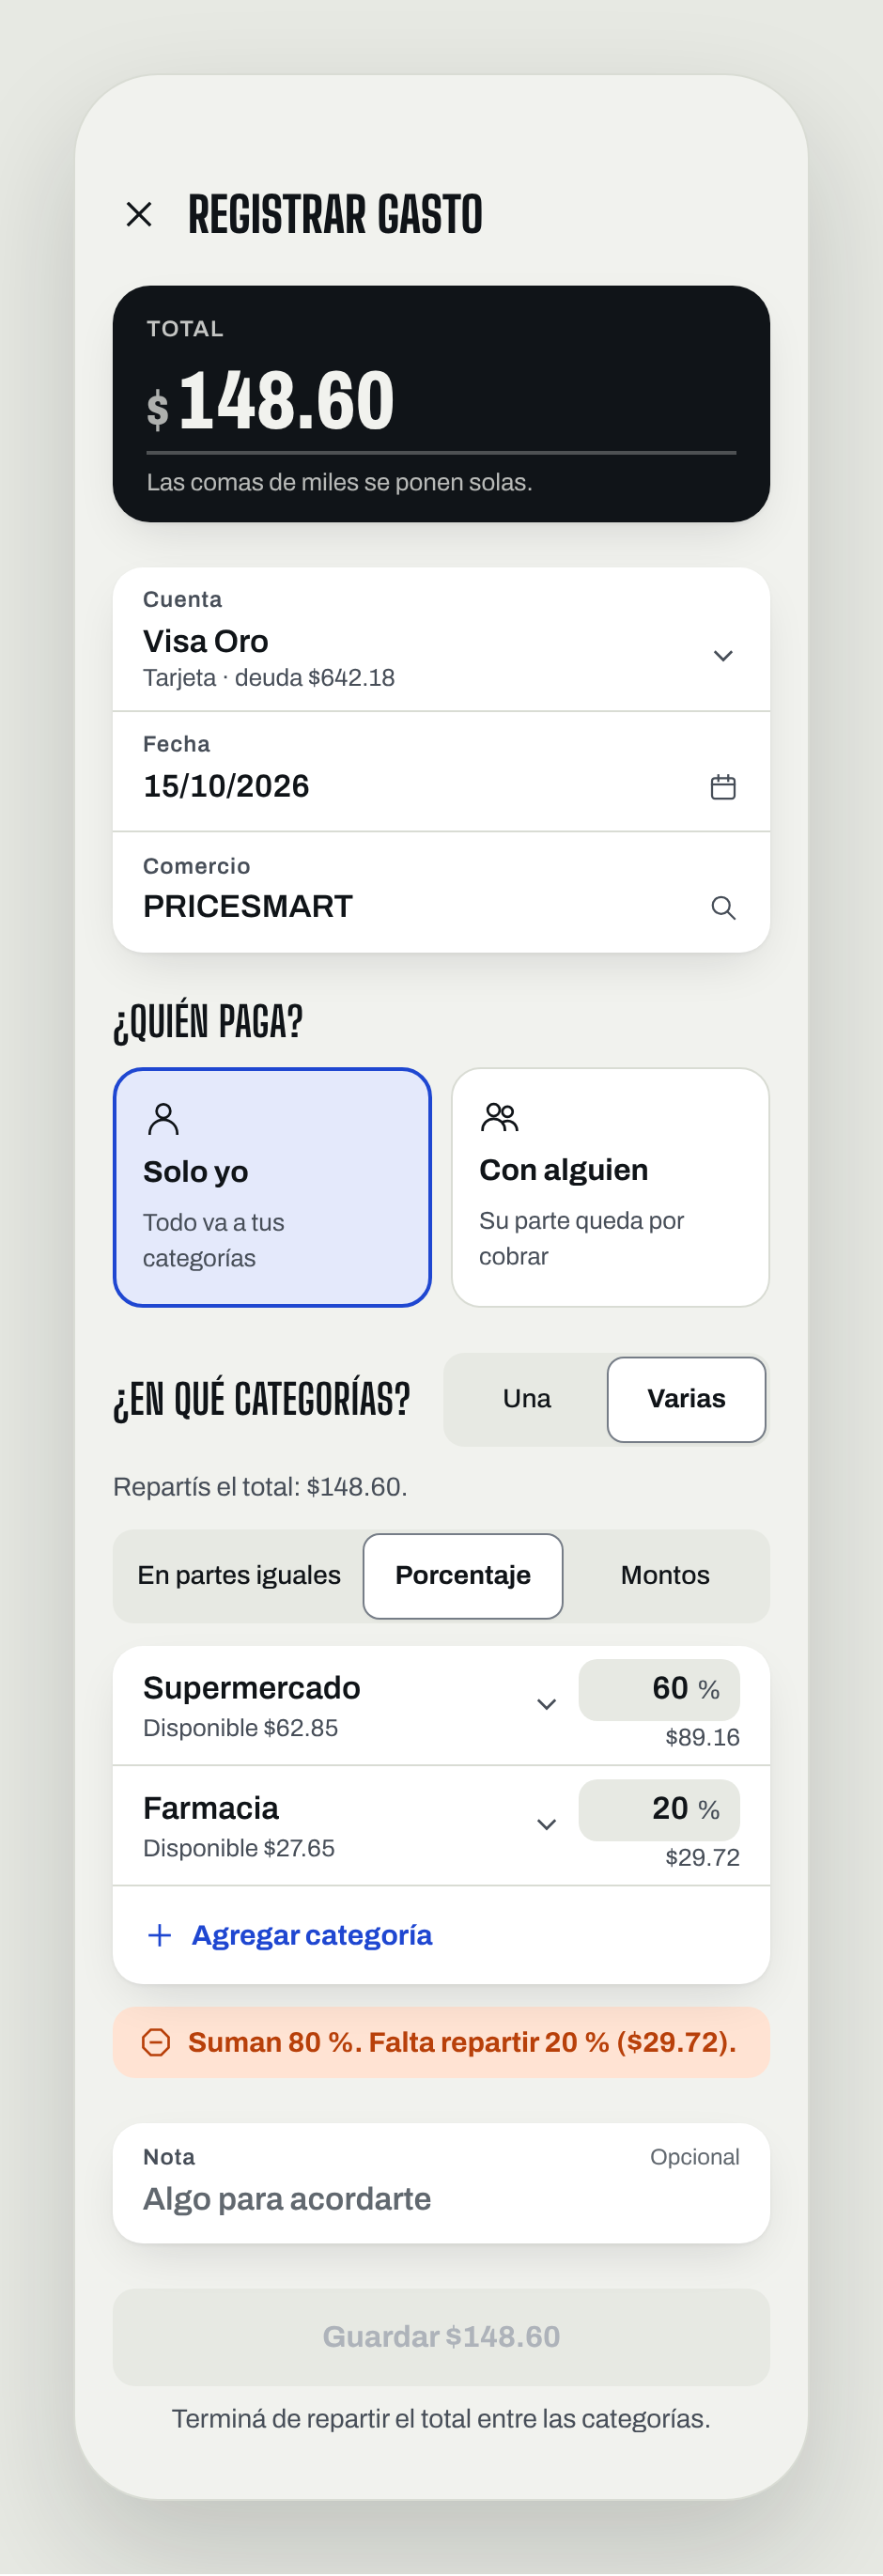 REGISTRAR GASTO
TOTAL
$ 148.60
Las comas de miles se ponen solas.
Cuenta
Visa Oro
Tarjeta · deuda $642.18
Fecha
15/10/2026
Comercio
PRICESMART
¿QUIÉN PAGA?
Solo yo
Todo va a tus
categorías
Con alguien
Su parte queda por
cobrar
¿EN QUÉ CATEGORÍAS?
Una
Varias
Repartís el total: $148.60.
En partes iguales
Porcentaje
Montos
Supermercado
60 %
Disponible $62.85
$89.16
Farmacia
20 %
Disponible $27.65
$29.72
Agregar categoría
Suman 80 %. Falta repartir 20 % ($29.72).
Nota
Opcional
Algo para acordarte
Guardar $148.60
Terminá de repartir el total entre las categorías.